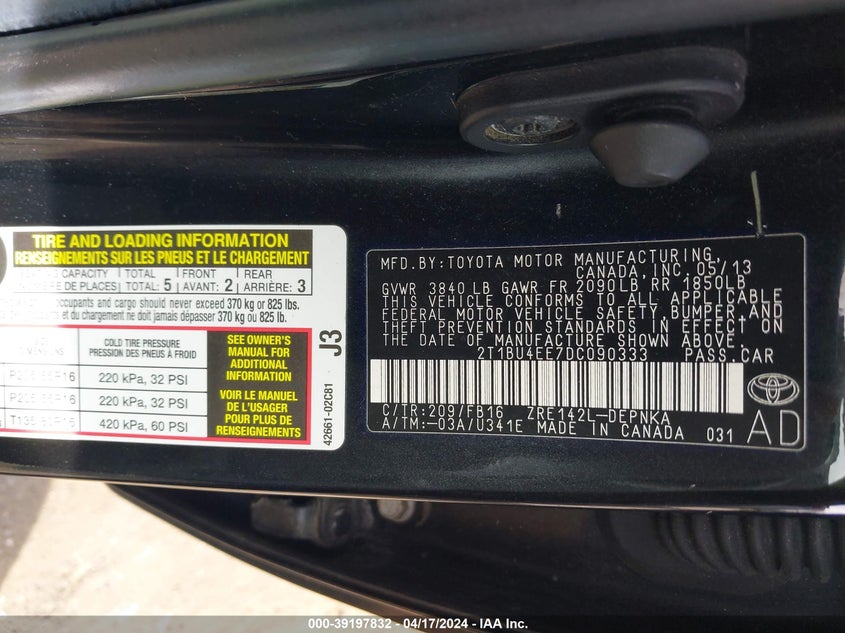 TIRE AND LOADING INFORMATION
RENSEIGNEMENTS SUR LES PNEUS ET LE CHARGEMENT
CAPACITY TOTAL FRONT REAR
DE PLACES TOTAL: 5 AVANT: 2 ARRIÈRE: 3
occupants and cargo should never exceed 370 kg or 825 lbs.
et du chargement ne doit jamais dépasser 370 kg ou 825 lb.
COLD TIRE PRESSURE
PRESSION DES PNEUS À FROID
220 kPa, 32 PSI
220 kPa, 32 PSI
420 kPa, 60 PSI
SEE OWNER'S
MANUAL FOR
ADDITIONAL
INFORMATION
VOIR LE MANUEL
DE L'USAGER
POUR PLUS DE
RENSEIGNEMENTS
J3
42661-02C81
MFD.BY:TOYOTA MOTOR MANUFACTURING,
CANADA, INC. 05/13
GVWR 3840 LB GAWR FR 2090LB RR 1850LB
THIS VEHICLE CONFORMS TO ALL APPLICABLE
FEDERAL MOTOR VEHICLE SAFETY, BUMPER, AND
THEFT PREVENTION STANDARDS IN EFFECT ON
THE DATE OF MANUFACTURE SHOWN ABOVE.
2T1BU4EE7DC090333 PASS.CAR
C/TR:209/FB16 ZRE142L-DEPNKA
A/TM:-03A/U341E MADE IN CANADA 031
AD
000-39197832 - 04/17/2024 - IAA, Inc.